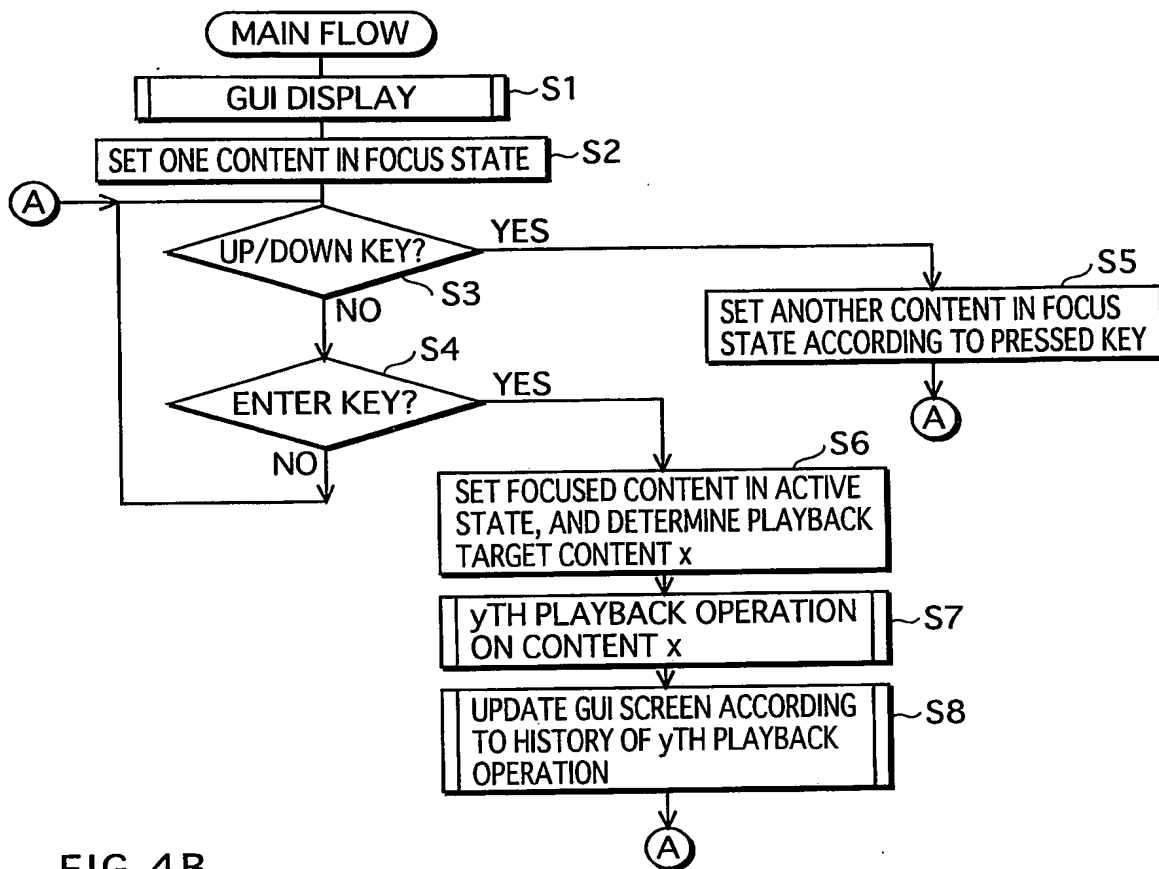 MAIN FLOW
GUI DISPLAY
S1
SET ONE CONTENT IN FOCUS STATE
S2
A
UP/DOWN KEY?
YES
S3
NO
S5
SET ANOTHER CONTENT IN FOCUS
STATE ACCORDING TO PRESSED KEY
A
S4
ENTER KEY?
YES
NO
S6
SET FOCUSED CONTENT IN ACTIVE
STATE, AND DETERMINE PLAYBACK
TARGET CONTENT x
yTH PLAYBACK OPERATION
ON CONTENT x
S7
UPDATE GUI SCREEN ACCORDING
TO HISTORY OF yTH PLAYBACK
OPERATION
S8
A